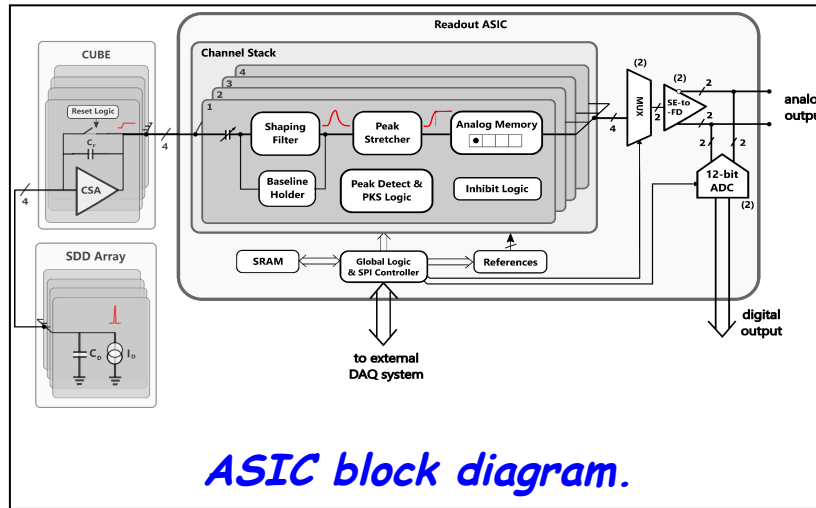 Readout ASIC
CUBE
Reset Logic
C_F
CSA
4
4
SDD Array
C_D
I_D
Channel Stack
4
3
2
1
Shaping
Filter
Peak
Stretcher
Analog Memory
Baseline
Holder
Peak Detect &
PKS Logic
Inhibit Logic
SRAM
Global Logic
& SPI Controller
References
4
(2)
MUX
2
(2)
SE-to
-FD
2
2
2
2
12-bit
ADC
(2)
analo
outpu
digital
output
to external
DAQ system
ASIC block diagram.